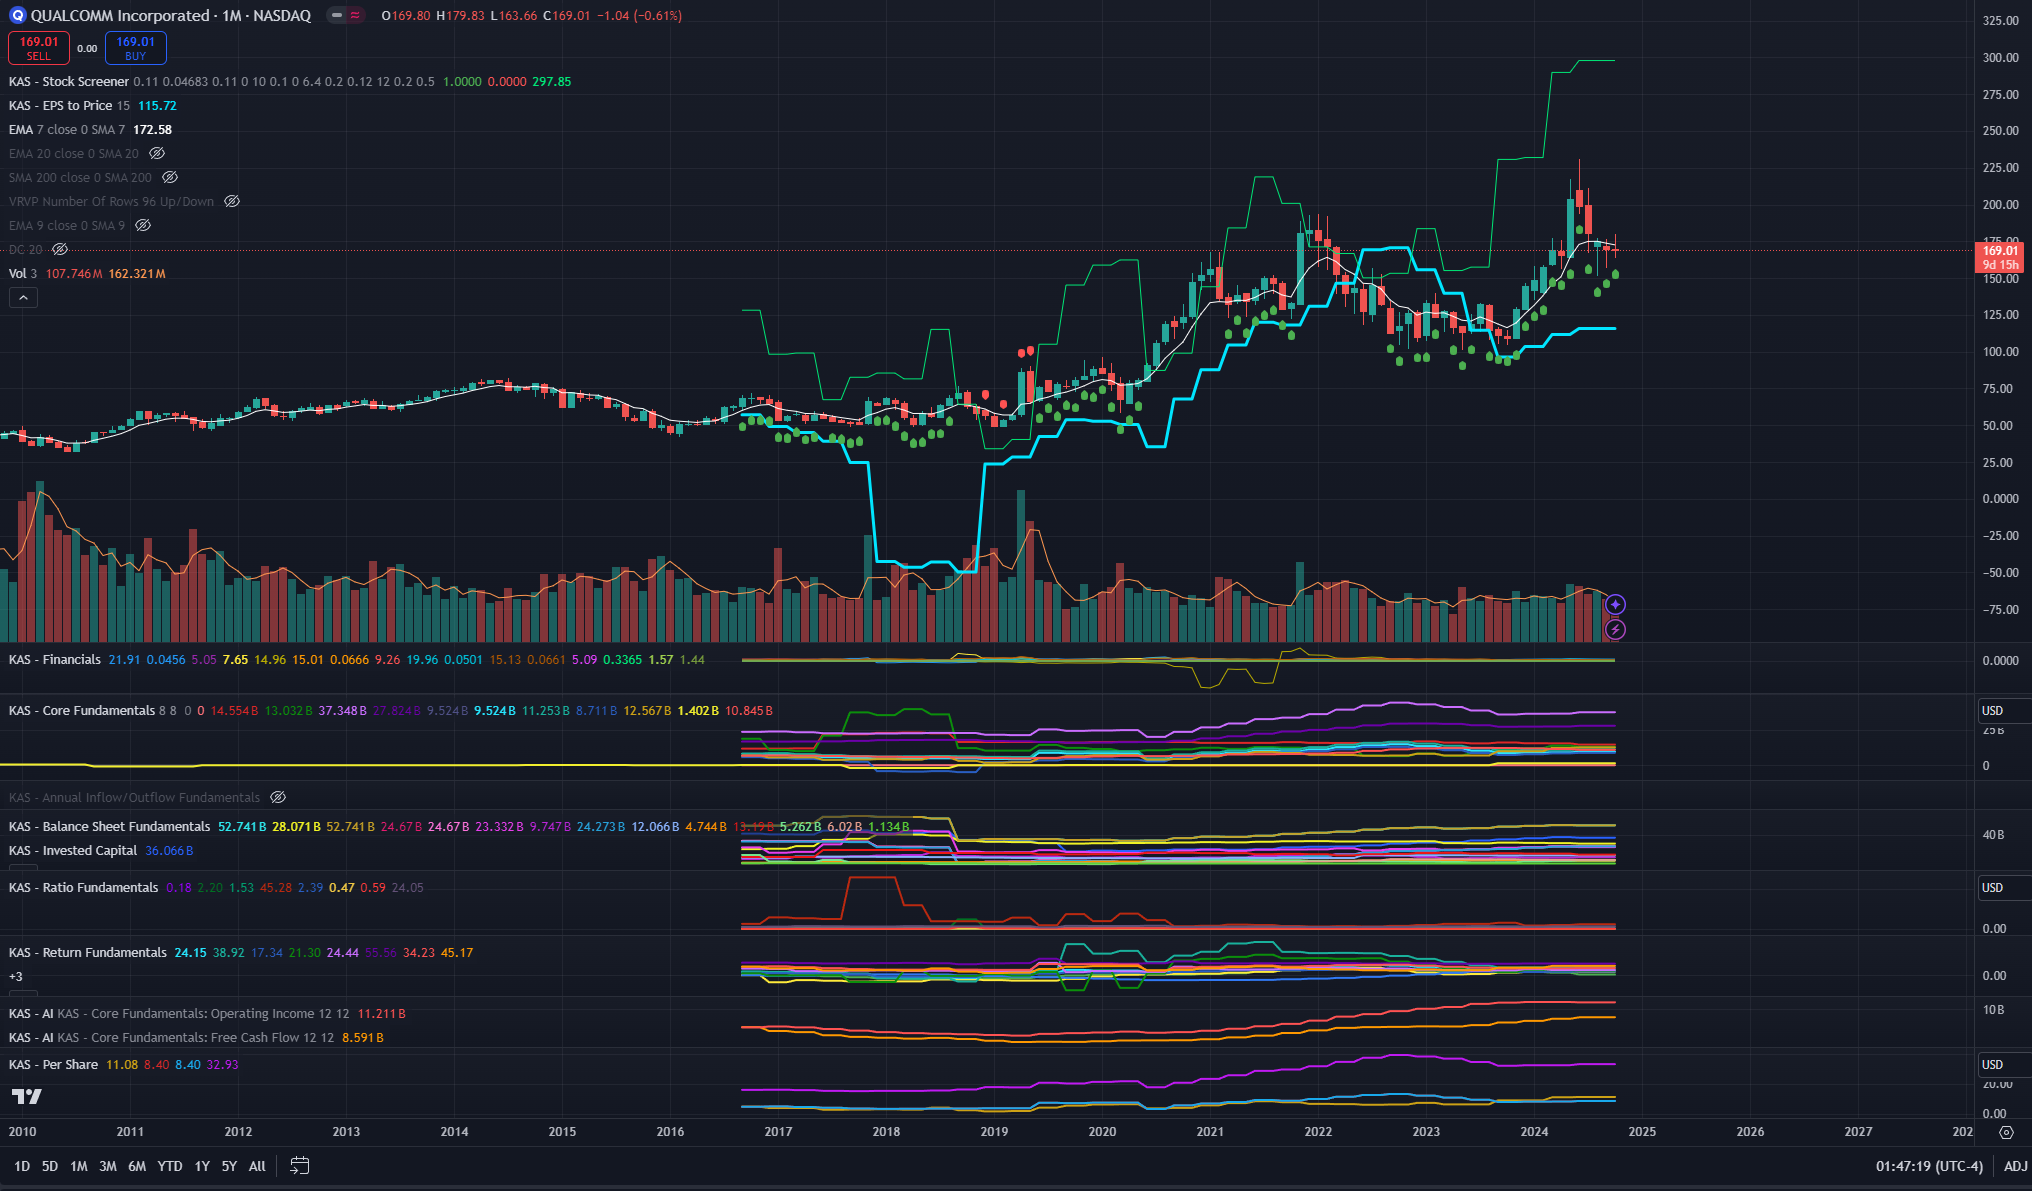 QUALCOMM Incorporated · 1M · NASDAQ O169.80 H179.83 L163.66 C169.01 −1.04 (−0.61%)
169.01 SELL 0.00 169.01 BUY
KAS - Stock Screener 0.11 0.04683 0.11 0 10 0.1 0 6.4 0.2 0.12 12 0.2 0.5 1.0000 0.0000 297.85
KAS - EPS to Price 15 115.72
EMA 7 close 0 SMA 7 172.58
EMA 20 close 0 SMA 20
SMA 200 close 0 SMA 200
VRVP Number Of Rows 96 Up/Down
EMA 9 close 0 SMA 9
DC 20
Vol 3 107.746M 162.321M
325.00
300.00
275.00
250.00
225.00
200.00
175.00
169.01
9d 15h
150.00
125.00
100.00
75.00
50.00
25.00
0.0000
−25.00
−50.00
−75.00
KAS - Financials 21.91 0.0456 5.05 7.65 14.96 15.01 0.0666 9.26 19.96 0.0501 15.13 0.0661 5.09 0.3365 1.57 1.44
0.0000
KAS - Core Fundamentals 8 8 0 0 14.554B 13.032B 37.348B 27.824B 9.524B 9.524B 11.253B 8.711B 12.567B 1.402B 10.845B
USD
25B
0
KAS - Annual Inflow/Outflow Fundamentals
KAS - Balance Sheet Fundamentals 52.741B 28.071B 52.741B 24.67B 24.67B 23.332B 9.747B 24.273B 12.066B 4.744B 13.19B 5.262B 6.02B 1.134B
40B
KAS - Invested Capital 36.066B
KAS - Ratio Fundamentals 0.18 2.20 1.53 45.28 2.39 0.47 0.59 24.05
USD
0.00
KAS - Return Fundamentals 24.15 38.92 17.34 21.30 24.44 55.56 34.23 45.17
+3
0.00
KAS - AI KAS - Core Fundamentals: Operating Income 12 12 11.211B
10B
KAS - AI KAS - Core Fundamentals: Free Cash Flow 12 12 8.591B
KAS - Per Share 11.08 8.40 8.40 32.93
USD
20.00
0.00
2010 2011 2012 2013 2014 2015 2016 2017 2018 2019 2020 2021 2022 2023 2024 2025 2026 2027 202
1D 5D 1M 3M 6M YTD 1Y 5Y All 01:47:19 (UTC-4) ADJ